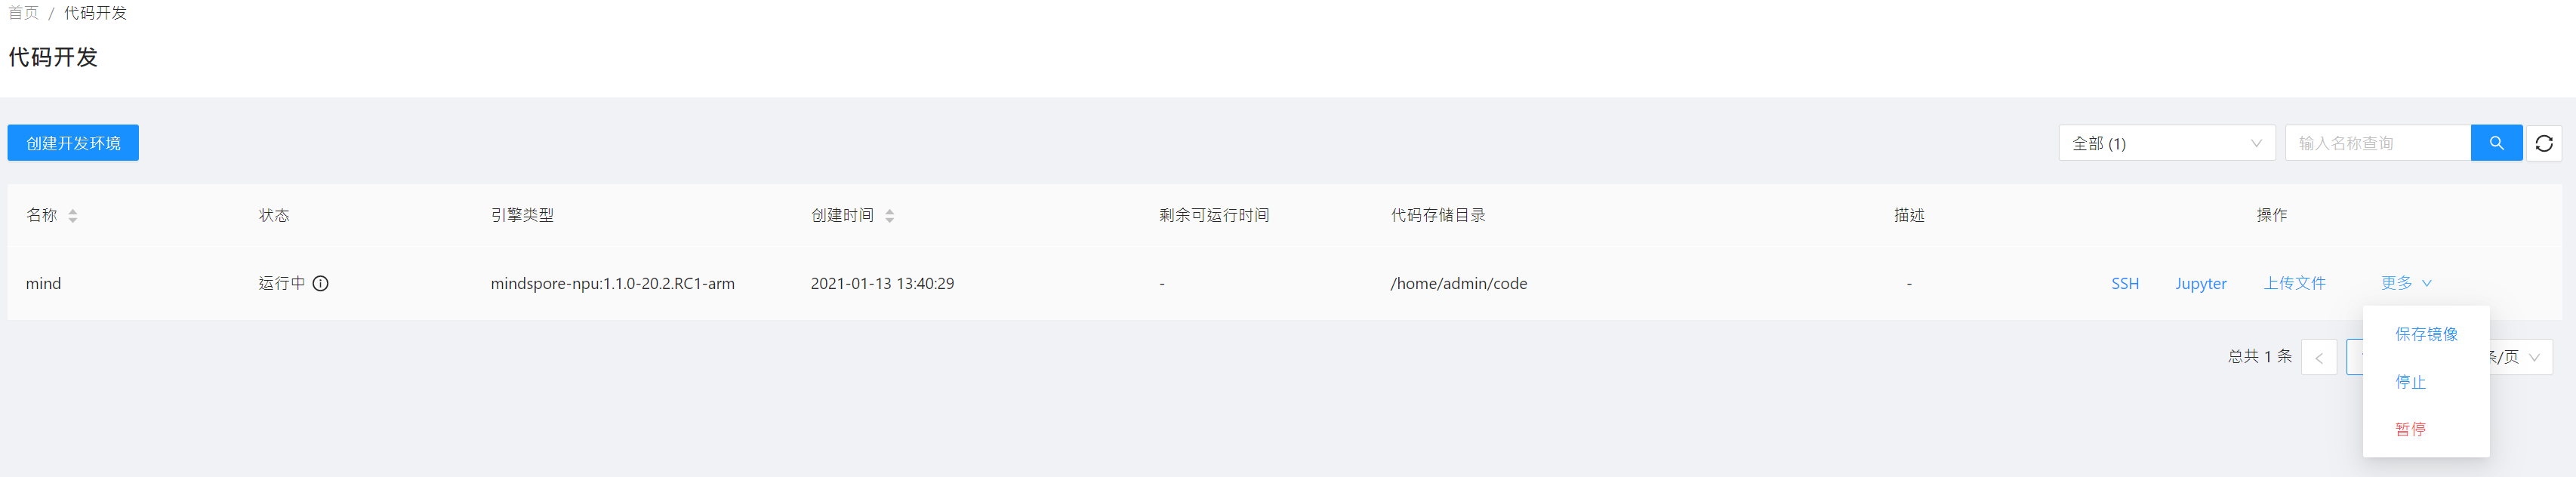 首页 / 代码开发
代码开发
创建开发环境 全部 (1) 输入名称查询
名称 状态 引擎类型 创建时间 剩余可运行时间 代码存储目录 描述 操作
mind 运行中 mindspore-npu:1.1.0-20.2.RC1-arm 2021-01-13 13:40:29 - /home/admin/code - SSH Jupyter 上传文件 更多
保存镜像
总共 1 条 条/页
停止
暂停